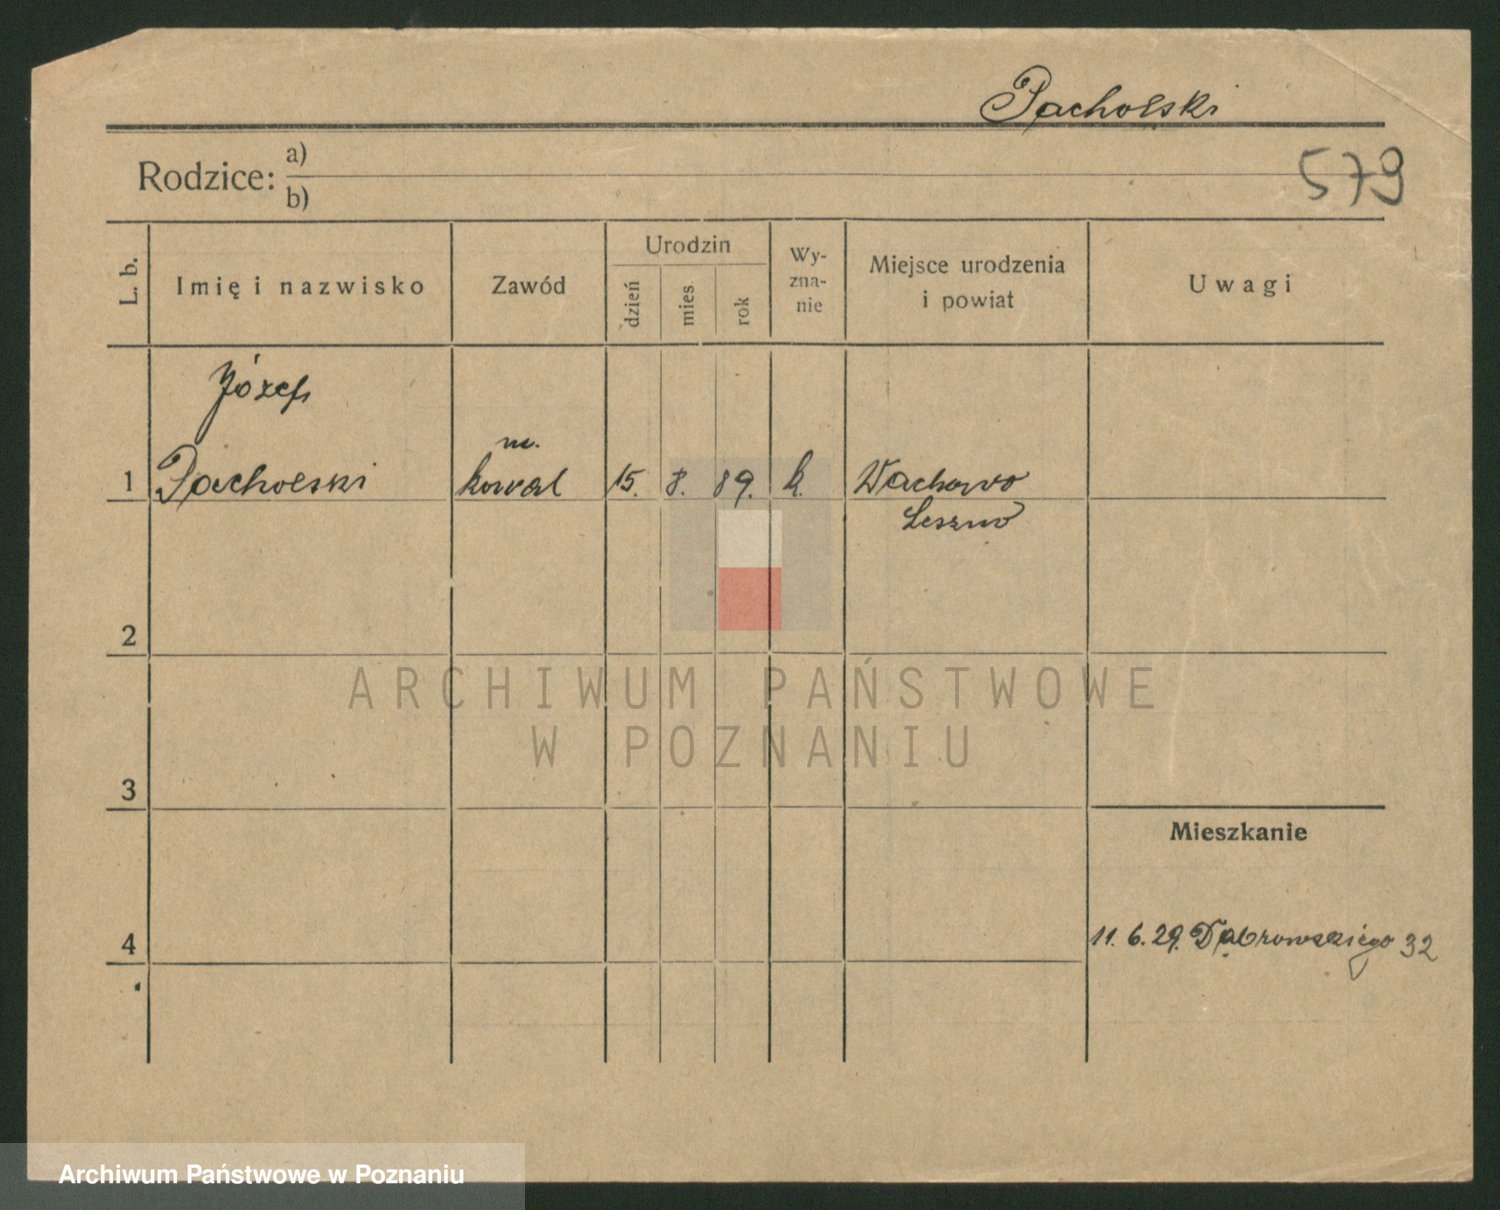 Pacholski
Rodzice: a)
b)
579
L. b.
Imię i nazwisko
Zawód
Urodzin
dzień
mies
rok
Wy-
zna-
nie
Miejsce urodzenia
i powiat
Uwagi
Józef
1 Pacholski
m.
kowal
15. 8. 89. k.
Wachowo
Leszno
2
3
4
Mieszkanie
11. 6. 29. Dąbrowskiego 32
ARCHIWUM PAŃSTWOWE
W POZNANIU
Archiwum Państwowe w Poznaniu